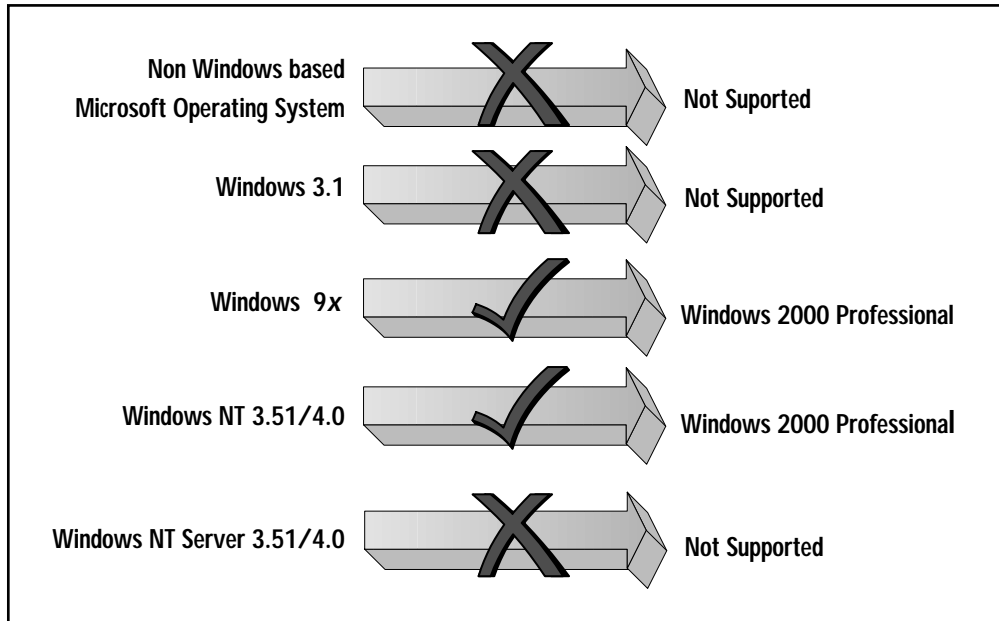 Non Windows based
Microsoft Operating System
Not Suported
Windows 3.1
Not Supported
Windows 9x
Windows 2000 Professional
Windows NT 3.51/4.0
Windows 2000 Professional
Windows NT Server 3.51/4.0
Not Supported